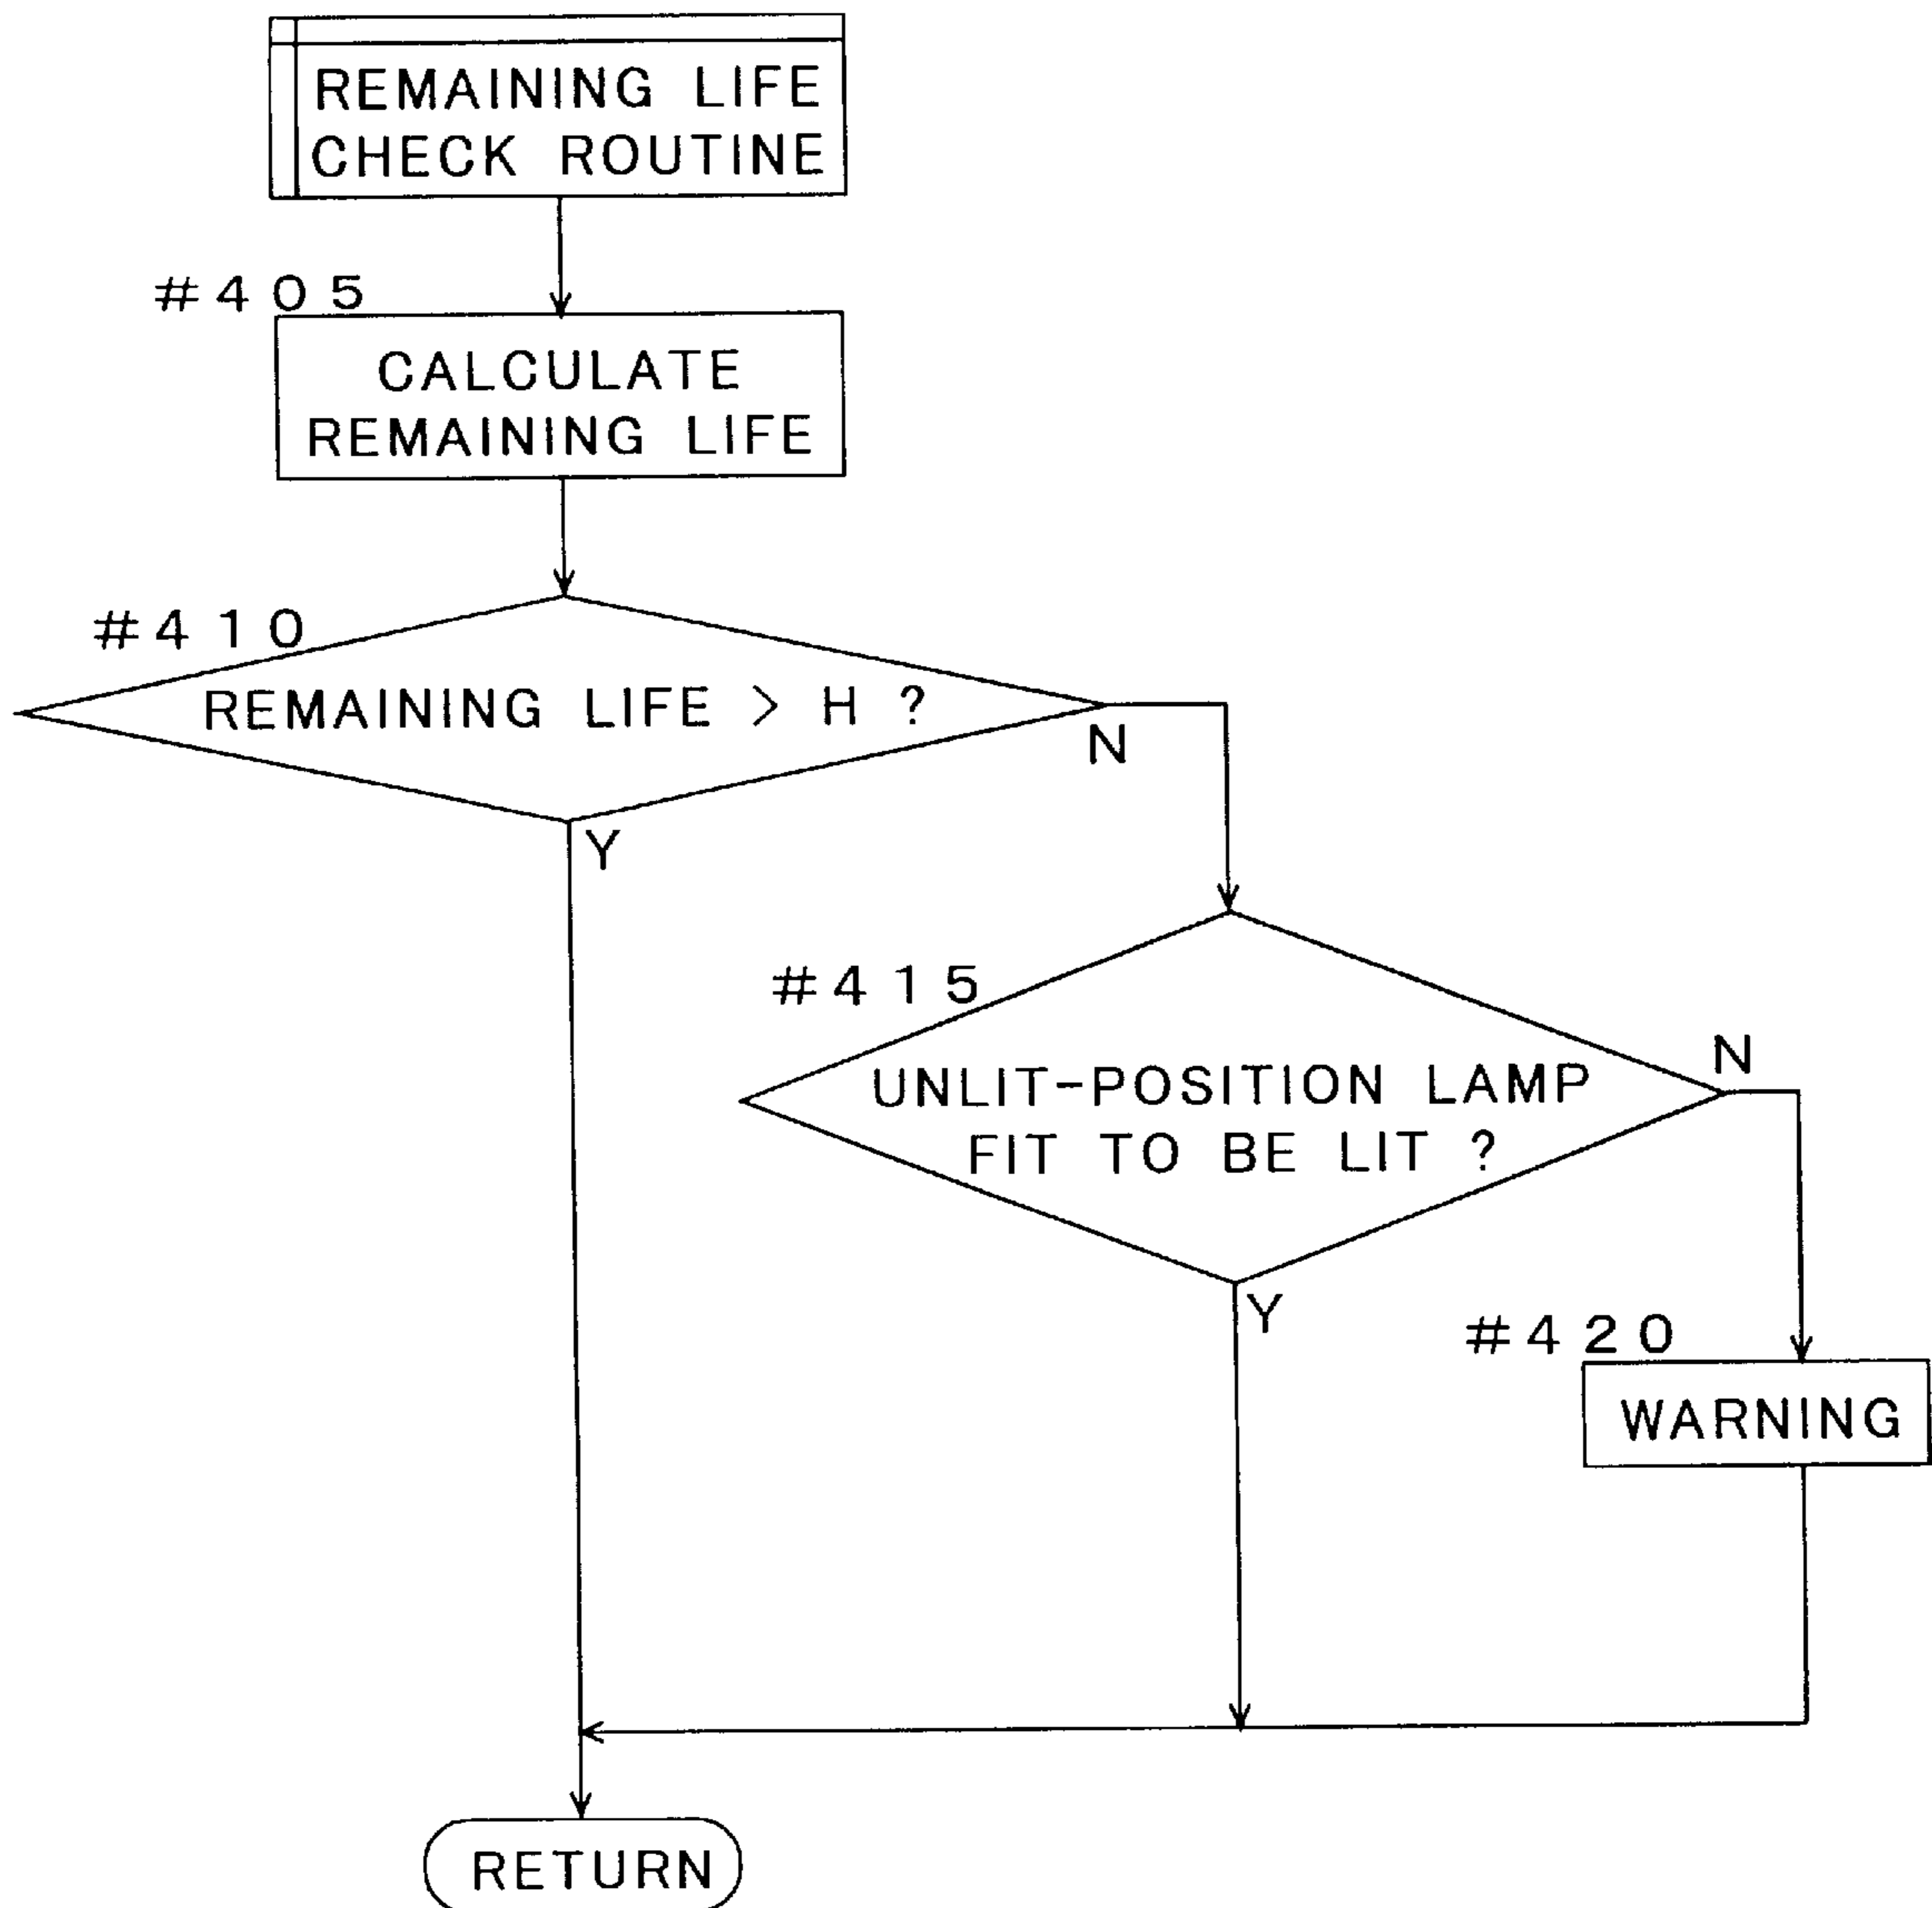 REMAINING LIFE
CHECK ROUTINE
#405
CALCULATE
REMAINING LIFE
#410
REMAINING LIFE > H ?
N
Y
#415
N
UNLIT-POSITION LAMP
FIT TO BE LIT ?
Y
#420
WARNING
RETURN